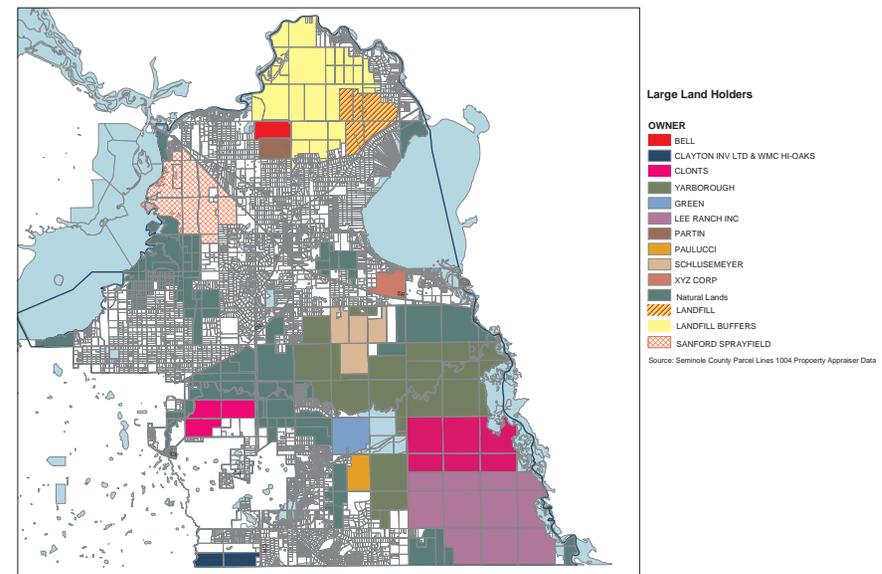 Large Land Holders
OWNER
BELL
CLAYTON INV LTD & WMC HI-OAKS
CLONTS
YARBOROUGH
GREEN
LEE RANCH INC
PARTIN
PAULUCCI
SCHLUSEMEYER
XYZ CORP
Natural Lands
LANDFILL
LANDFILL BUFFERS
SANFORD SPRAYFIELD
Source: Seminole County Parcel Lines 1004 Propoerty Appraiser Data